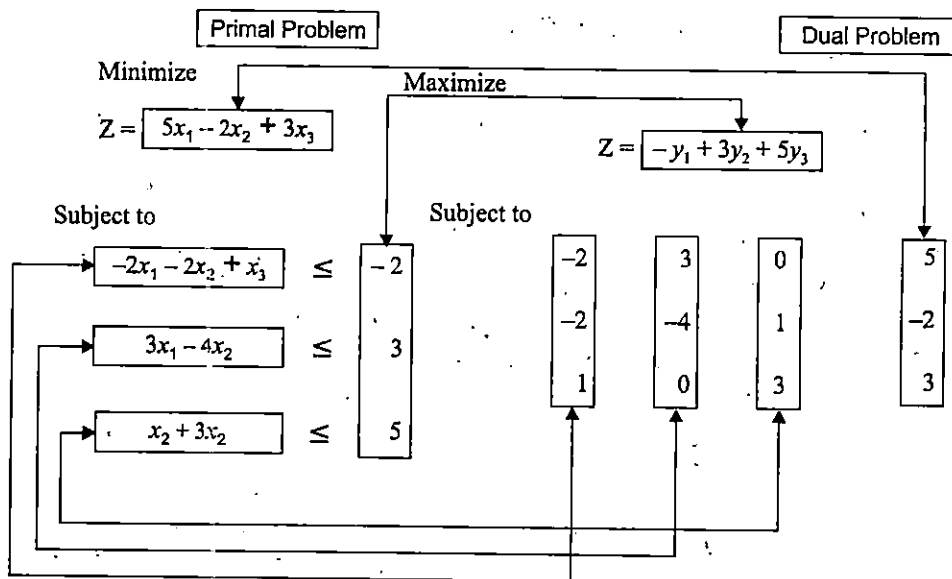 Primal Problem
Dual Problem
Minimize
Maximize
Z = 5x₁ – 2x₂ + 3x₃
Z = – y₁ + 3y₂ + 5y₃
Subject to
Subject to
–2x₁ – 2x₂ + x₃ ≤ – 2
3x₁ – 4x₂ ≤ 3
x₂ + 3x₂ ≤ 5
–2 3 0 5
–2 –4 1 –2
1 0 3 3